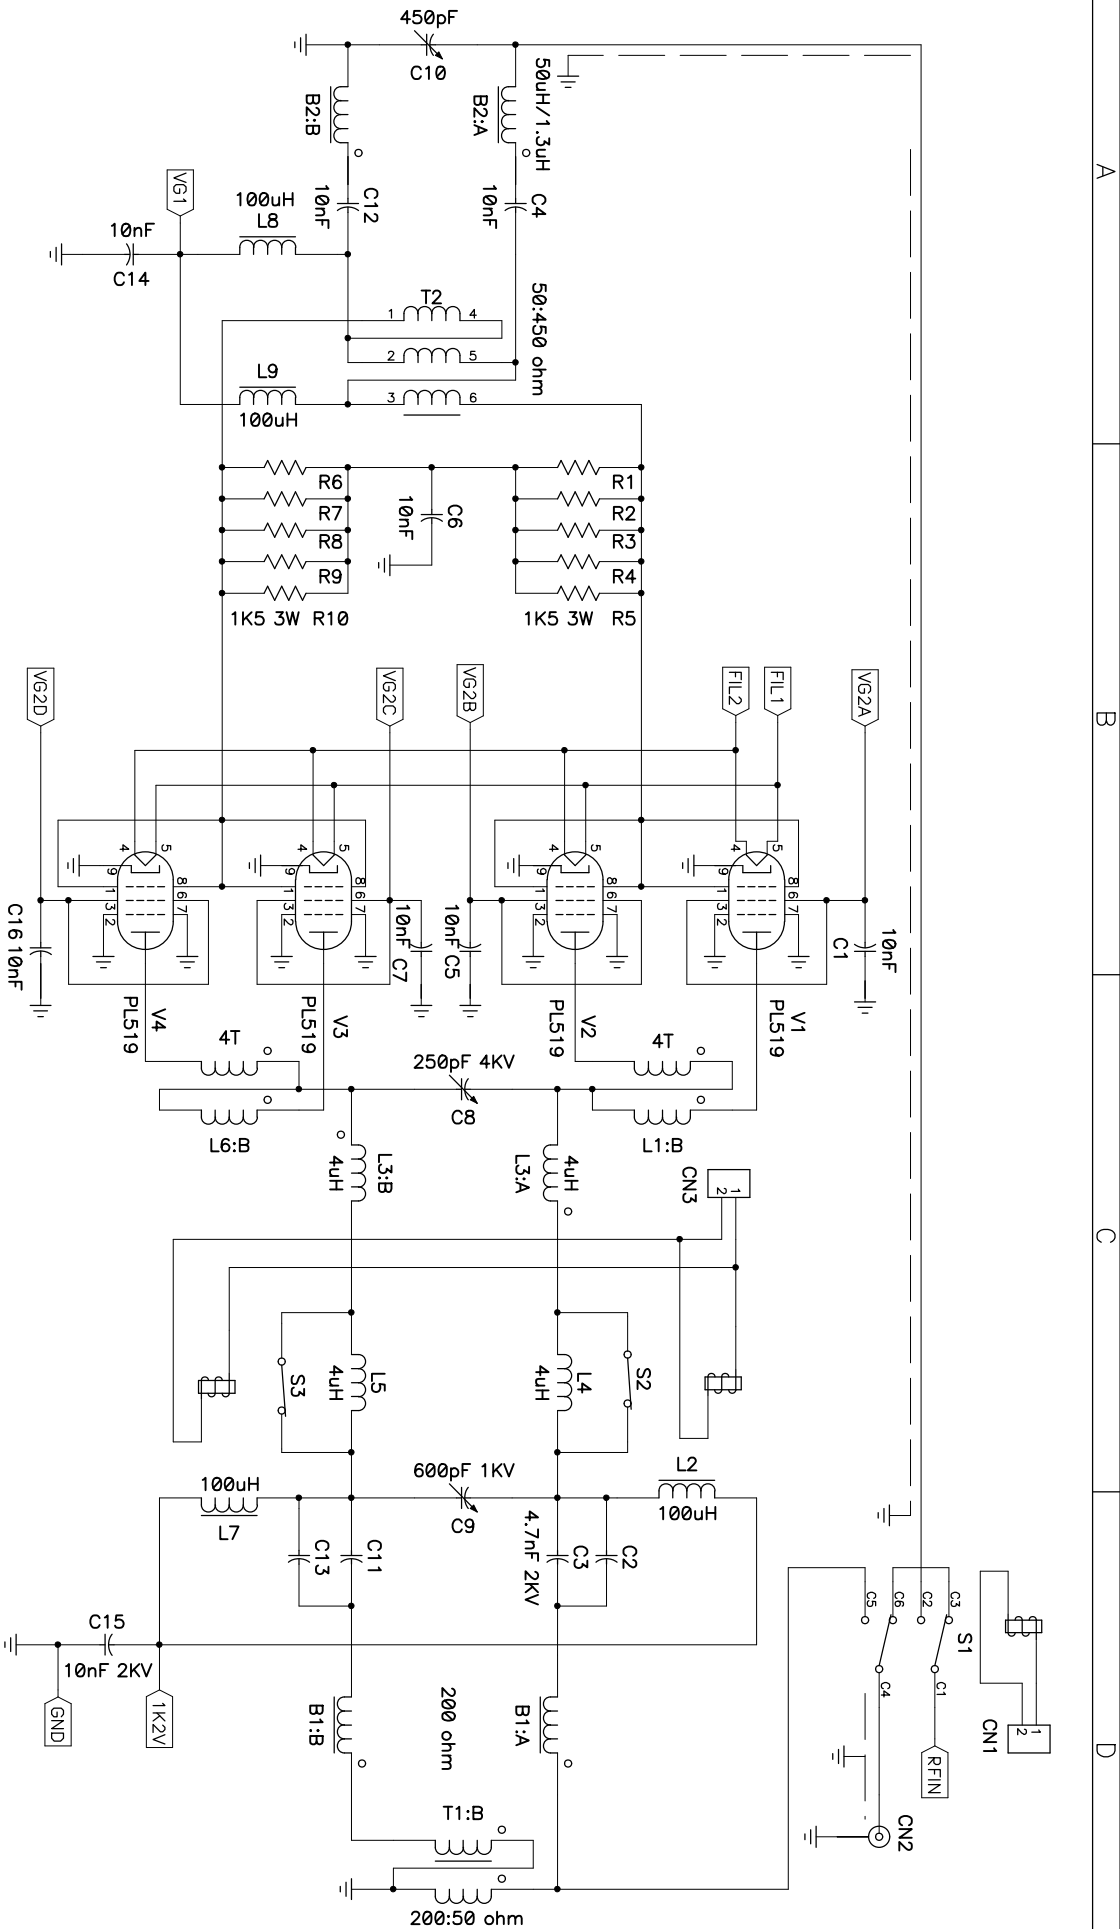 450pF
C10
A
50uH/1.3uH
B2:B
B2:A
C12
10nF
C4
10nF
VG1
100uH
L8
10nF
C14
T2
1
4
2
5
3
6
50:450 ohm
L9
100uH
R6
R7
R8
R9
1K5 3W R10
C6
10nF
R1
R2
R3
R4
1K5 3W R5
B
VG2D
VG2C
VG2B
FIL2
FIL1
VG2A
4
5
9
8
1
6
3
7
2
4
5
9
8
1
6
3
7
2
4
5
9
8
1
6
3
7
2
4
5
9
8
1
6
3
7
2
C16 10nF
10nF C7
10nF C5
10nF
C1
V4
PL519
V3
PL519
V2
PL519
V1
PL519
4T
250pF 4KV
C8
4T
L6:B
L1:B
L3:B
4uH
L3:A
4uH
CN3
1
2
C
S3
L5
4uH
L4
4uH
S2
100uH
L7
600pF 1KV
C9
L2
100uH
C13
C11
4.7nF 2KV
C3
C2
C5
C6
C2
C3
S1
C4
C1
CN1
1
2
C15
10nF 2KV
GND
1K2V
B1:B
200 ohm
B1:A
RFIN
D
CN2
T1:B
200:50 ohm